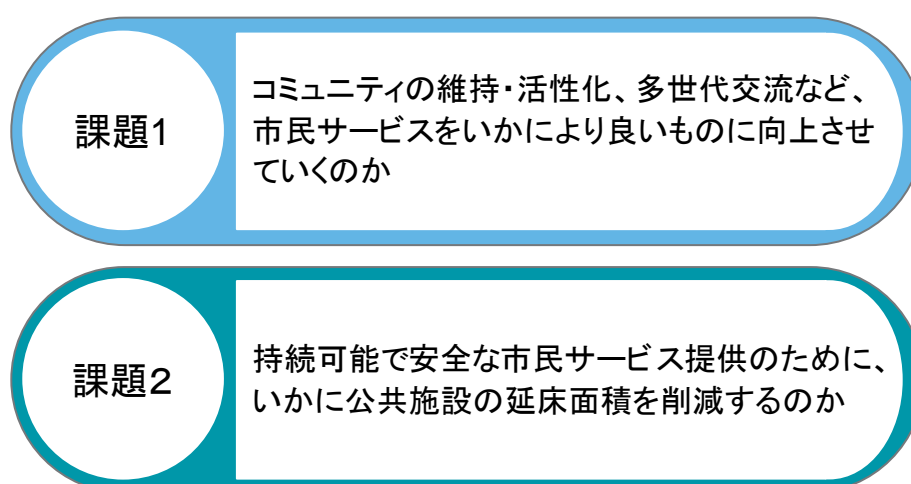 課題1
コミュニティの維持・活性化、多世代交流など、
市民サービスをいかにより良いものに向上させ
ていくのか
課題２
持続可能で安全な市民サービス提供のために、
いかに公共施設の延床面積を削減するのか